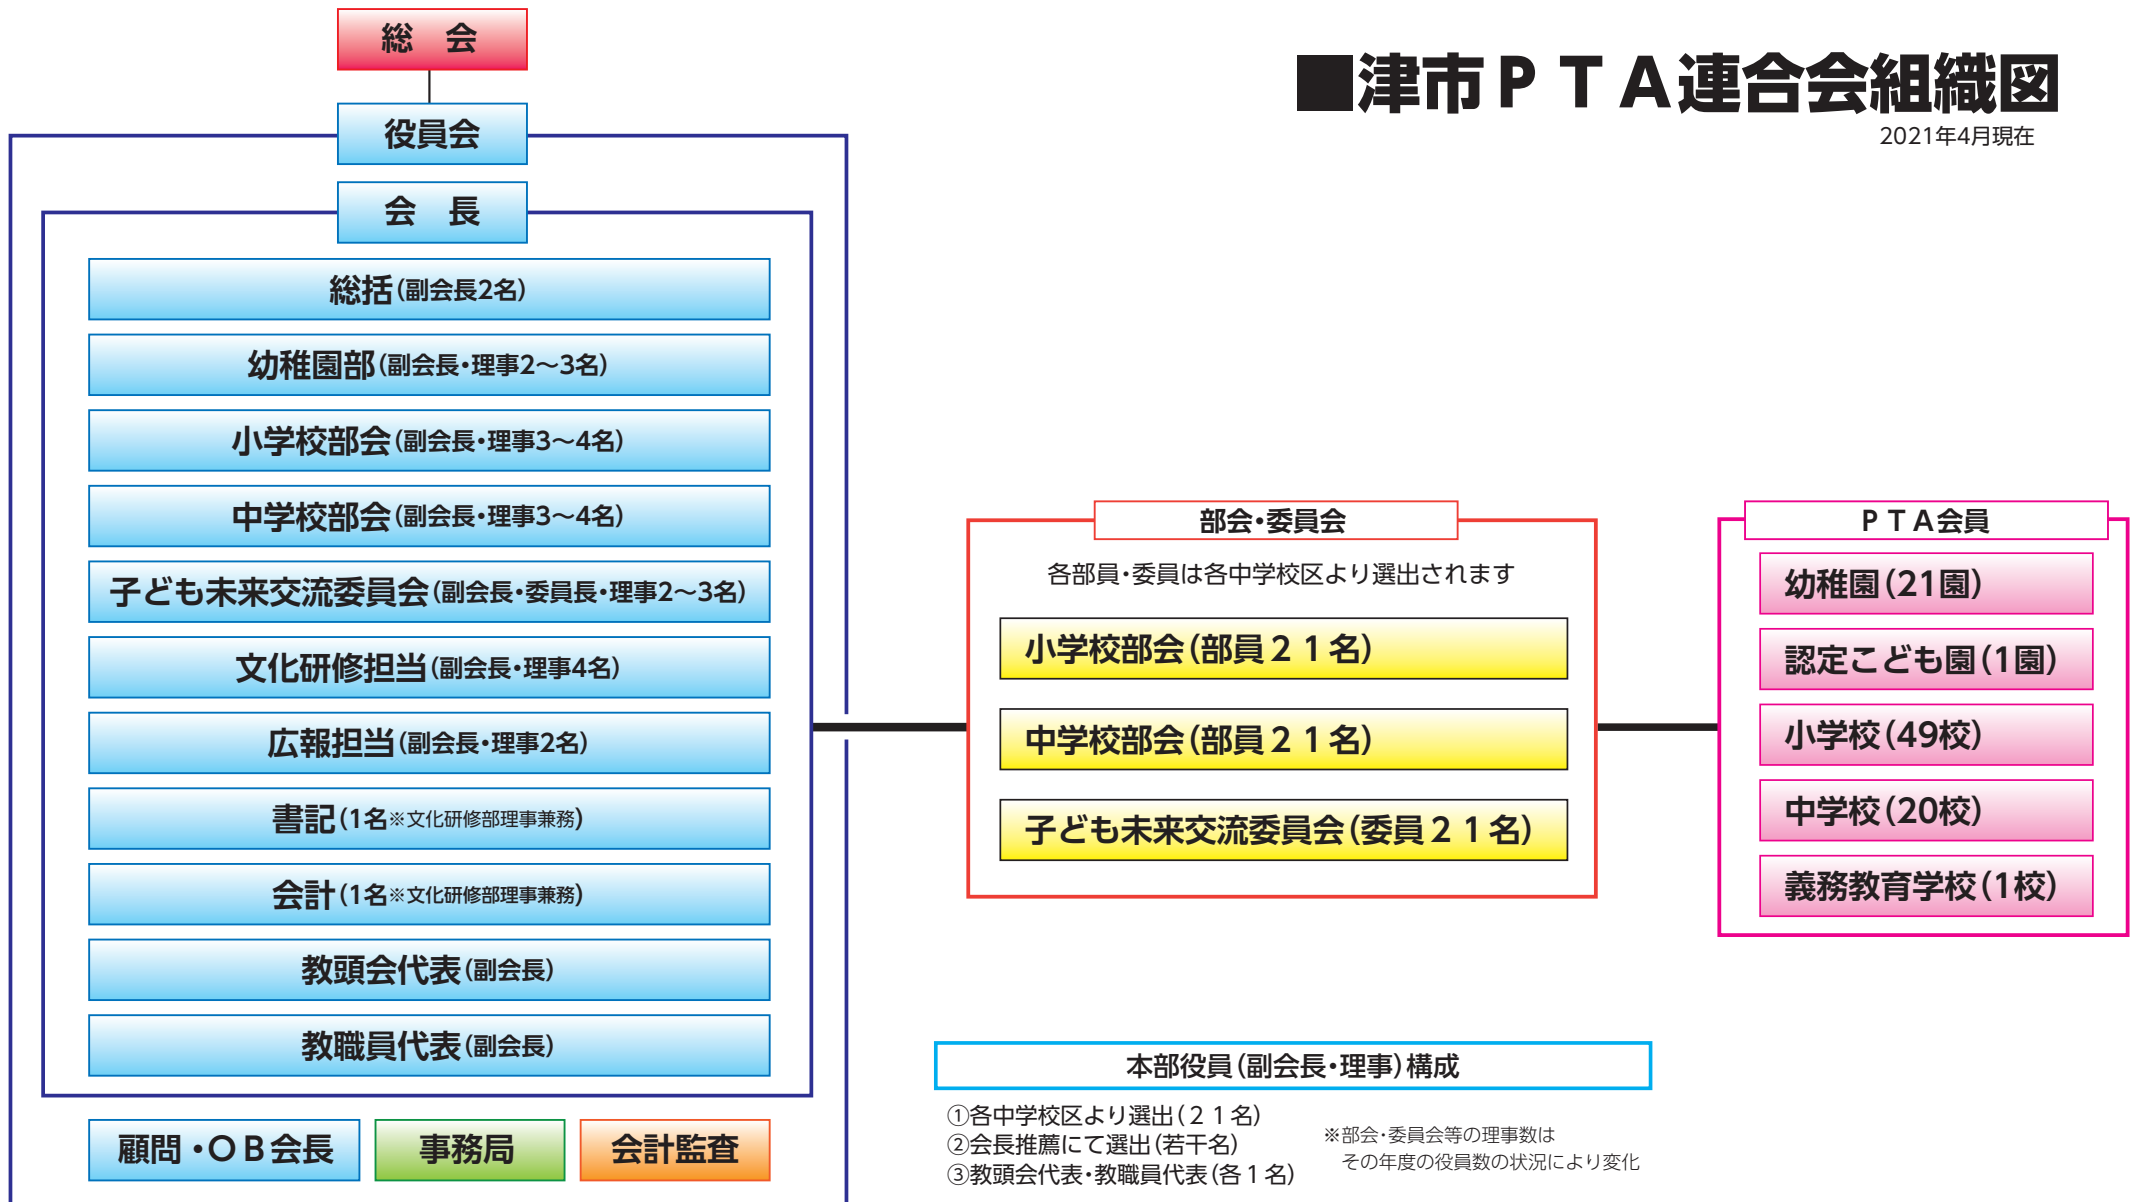 ■津市ＰＴＡ連合会組織図
2021年4月現在
総　会
役員会
会　長
総括(副会長2名)
幼稚園部(副会長・理事2〜3名)
小学校部会(副会長・理事3〜4名)
中学校部会(副会長・理事3〜4名)
子ども未来交流委員会(副会長・委員長・理事2〜3名)
文化研修担当(副会長・理事4名)
広報担当(副会長・理事2名)
書記(1名※文化研修部理事兼務)
会計(1名※文化研修部理事兼務)
教頭会代表(副会長)
教職員代表(副会長)
顧問・ＯＢ会長
事務局
会計監査
部会・委員会
各部員・委員は各中学校区より選出されます
小学校部会(部員２１名)
中学校部会(部員２１名)
子ども未来交流委員会(委員２１名)
ＰＴＡ会員
幼稚園(21園)
認定こども園(1園)
小学校(49校)
中学校(20校)
義務教育学校(1校)
本部役員(副会長・理事)構成
①各中学校区より選出(２１名)
②会長推薦にて選出(若干名)
③教頭会代表・教職員代表(各１名)
※部会・委員会等の理事数は
その年度の役員数の状況により変化